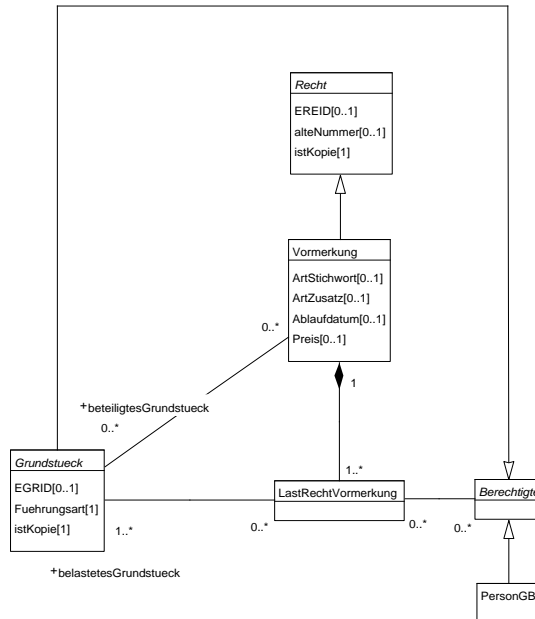 Recht
EREID[0..1]
alteNummer[0..1]
istKopie[1]
Vormerkung
ArtStichwort[0..1]
ArtZusatz[0..1]
Ablaufdatum[0..1]
Preis[0..1]
0..*
1
+beteiligtesGrundstueck
0..*
Grundstueck
EGRID[0..1]
Fuehrungsart[1]
istKopie[1]
1..*
LastRechtVormerkung
Berechtigte
1..*
0..*
0..*
0..*
+belastetesGrundstueck
PersonGB